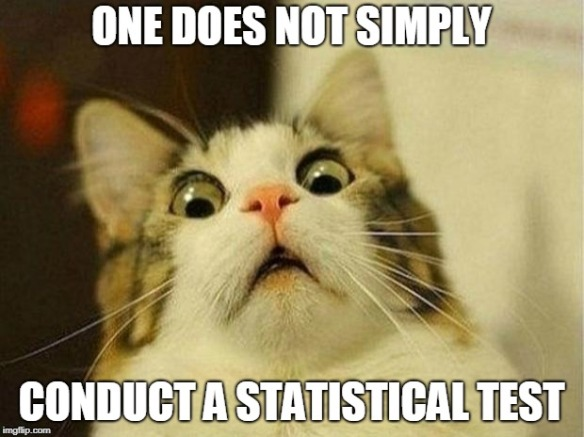 ONE DOES NOT SIMPLY
CONDUCT A STATISTICAL TEST
imgflip.com